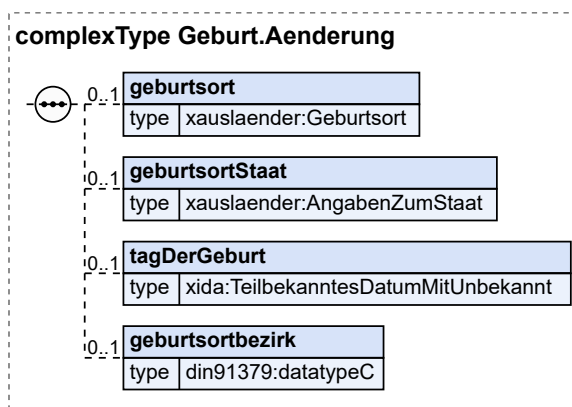 complexType Geburt.Aenderung
0..1 geburtsort
type xauslaender:Geburtsort
0..1 geburtsortStaat
type xauslaender:AngabenZumStaat
0..1 tagDerGeburt
type xida:TeilbekanntesDatumMitUnbekannt
0..1 geburtsortbezirk
type din91379:datatypeC